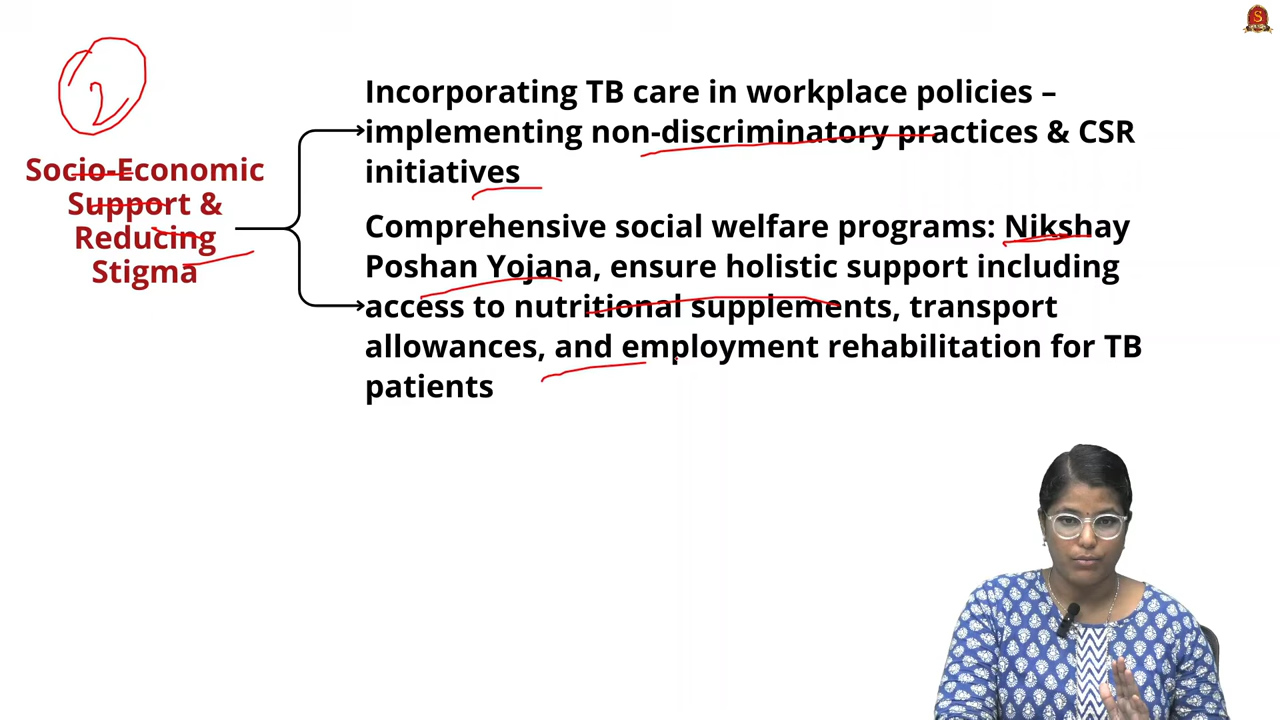 2
Socio-Economic
Support &
Reducing
Stigma
Incorporating TB care in workplace policies –
implementing non-discriminatory practices & CSR
initiatives
Comprehensive social welfare programs: Nikshay
Poshan Yojana, ensure holistic support including
access to nutritional supplements, transport
allowances, and employment rehabilitation for TB
patients
S